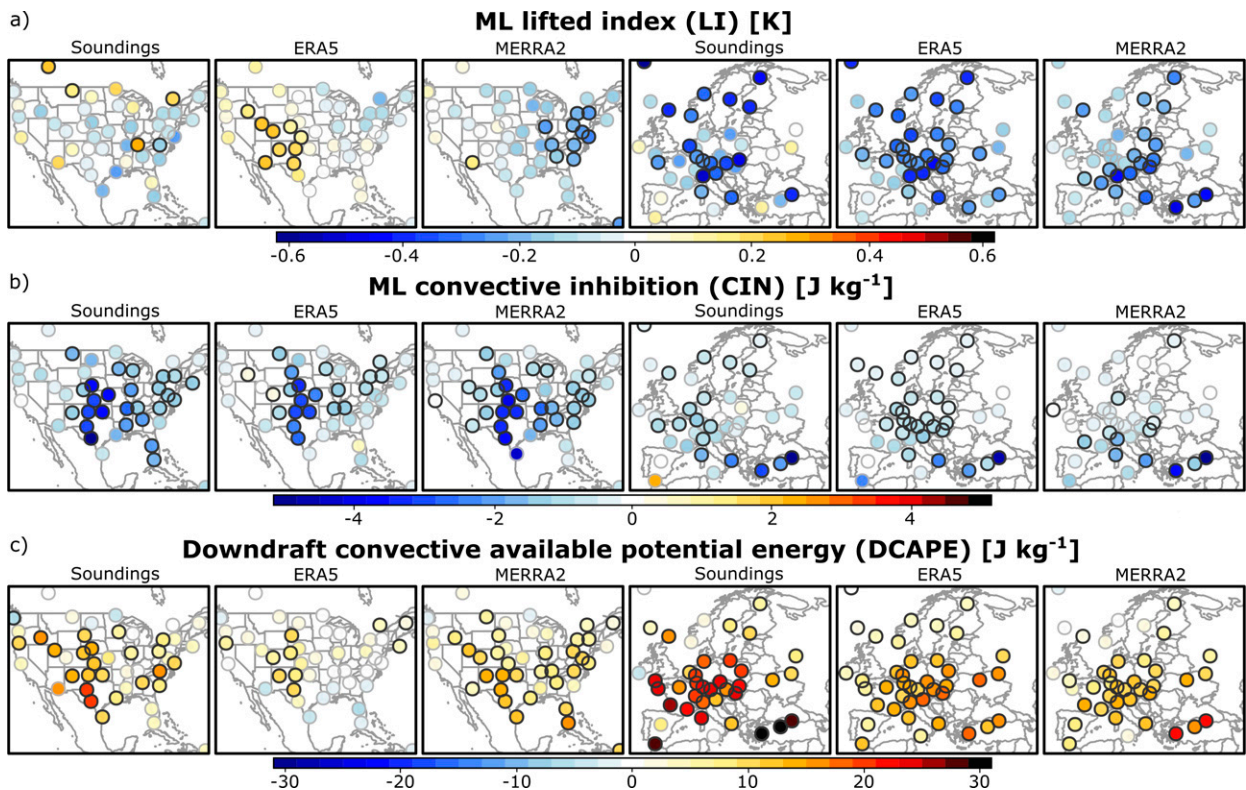 a) ML lifted index (LI) [K]
Soundings ERA5 MERRA2 Soundings ERA5 MERRA2
-0.6 -0.4 -0.2 0 0.2 0.4 0.6
b) ML convective inhibition (CIN) [J kg⁻¹]
Soundings ERA5 MERRA2 Soundings ERA5 MERRA2
-4 -2 0 2 4
c) Downdraft convective available potential energy (DCAPE) [J kg⁻¹]
Soundings ERA5 MERRA2 Soundings ERA5 MERRA2
-30 -20 -10 0 10 20 30